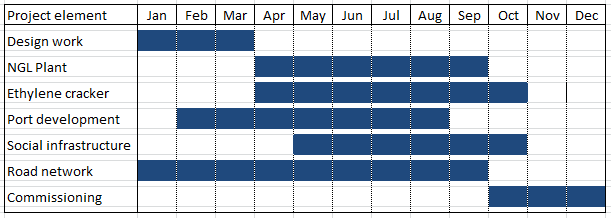 Project element Jan Feb Mar Apr May Jun Jul Aug Sep Oct Nov Dec
Design work
NGL Plant
Ethylene cracker
Port development
Social infrastructure
Road network
Commissioning